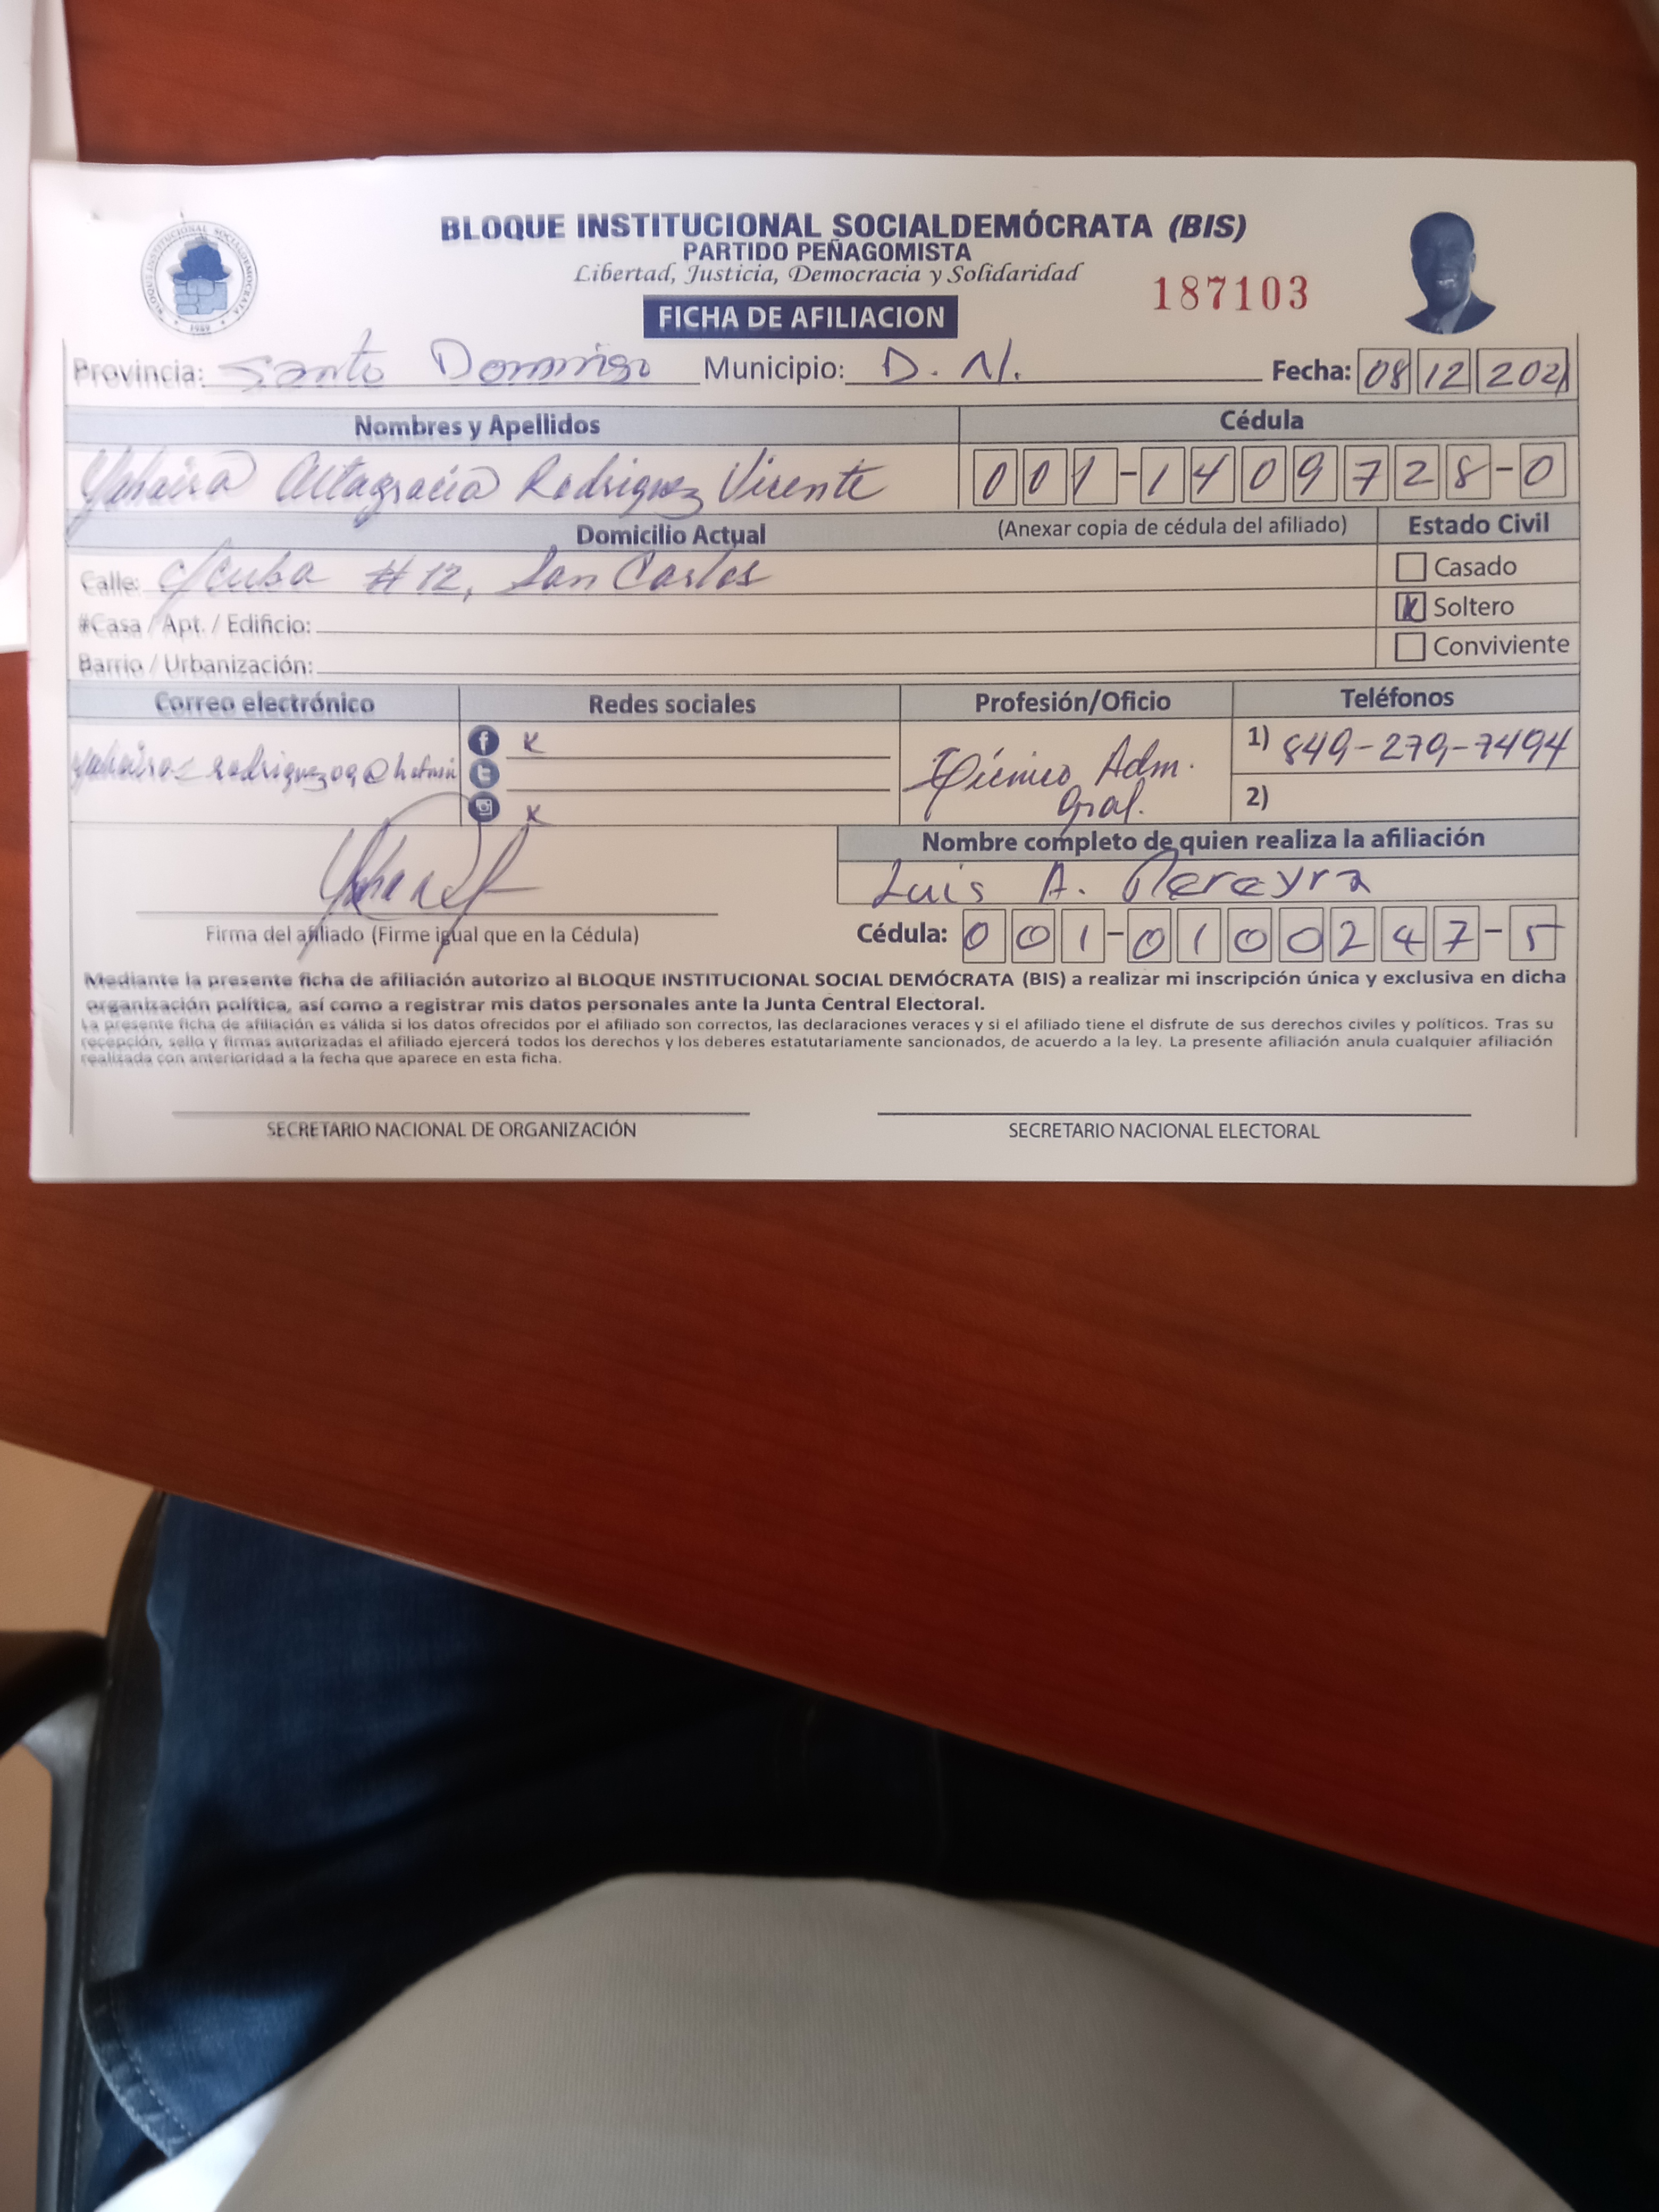 BLOQUE INSTITUCIONAL SOCIALDEMÓCRATA (BIS)
PARTIDO PEÑAGOMISTA
Libertad, Justicia, Democracia y Solidaridad
187103
FICHA DE AFILIACION
BLOQUE INSTITUCIONAL SOCIALDEMOCRATA
1989
Provincia: Santo Domingo Municipio: D. N. Fecha: 08 12 2021
Nombres y Apellidos Cédula
Yahaira Altagracia Rodriguez Vicente 001-1409728-0
Domicilio Actual (Anexar copia de cédula del afiliado) Estado Civil
Calle: C/Cuba #12, San Carlos Casado
#Casa / Apt. / Edificio: Soltero
Barrio / Urbanización: Conviviente
Correo electrónico Redes sociales Profesión/Oficio Teléfonos
1) 849-279-7494
Adm.
Gral.
2)
Nombre completo de quien realiza la afiliación
Luis A. Pereyra
Firma del afiliado (Firme igual que en la Cédula) Cédula: 001-0100247-5
Mediante la presente ficha de afiliación autorizo al BLOQUE INSTITUCIONAL SOCIAL DEMÓCRATA (BIS) a realizar mi inscripción única y exclusiva en dicha
organización política, así como a registrar mis datos personales ante la Junta Central Electoral.
La presente ficha de afiliación es válida si los datos ofrecidos por el afiliado son correctos, las declaraciones veraces y si el afiliado tiene el disfrute de sus derechos civiles y políticos. Tras su
recepción, sello y firmas autorizadas el afiliado ejercerá todos los derechos y los deberes estatutariamente sancionados, de acuerdo a la ley. La presente afiliación anula cualquier afiliación
realizada con anterioridad a la fecha que aparece en esta ficha.
SECRETARIO NACIONAL DE ORGANIZACIÓN SECRETARIO NACIONAL ELECTORAL